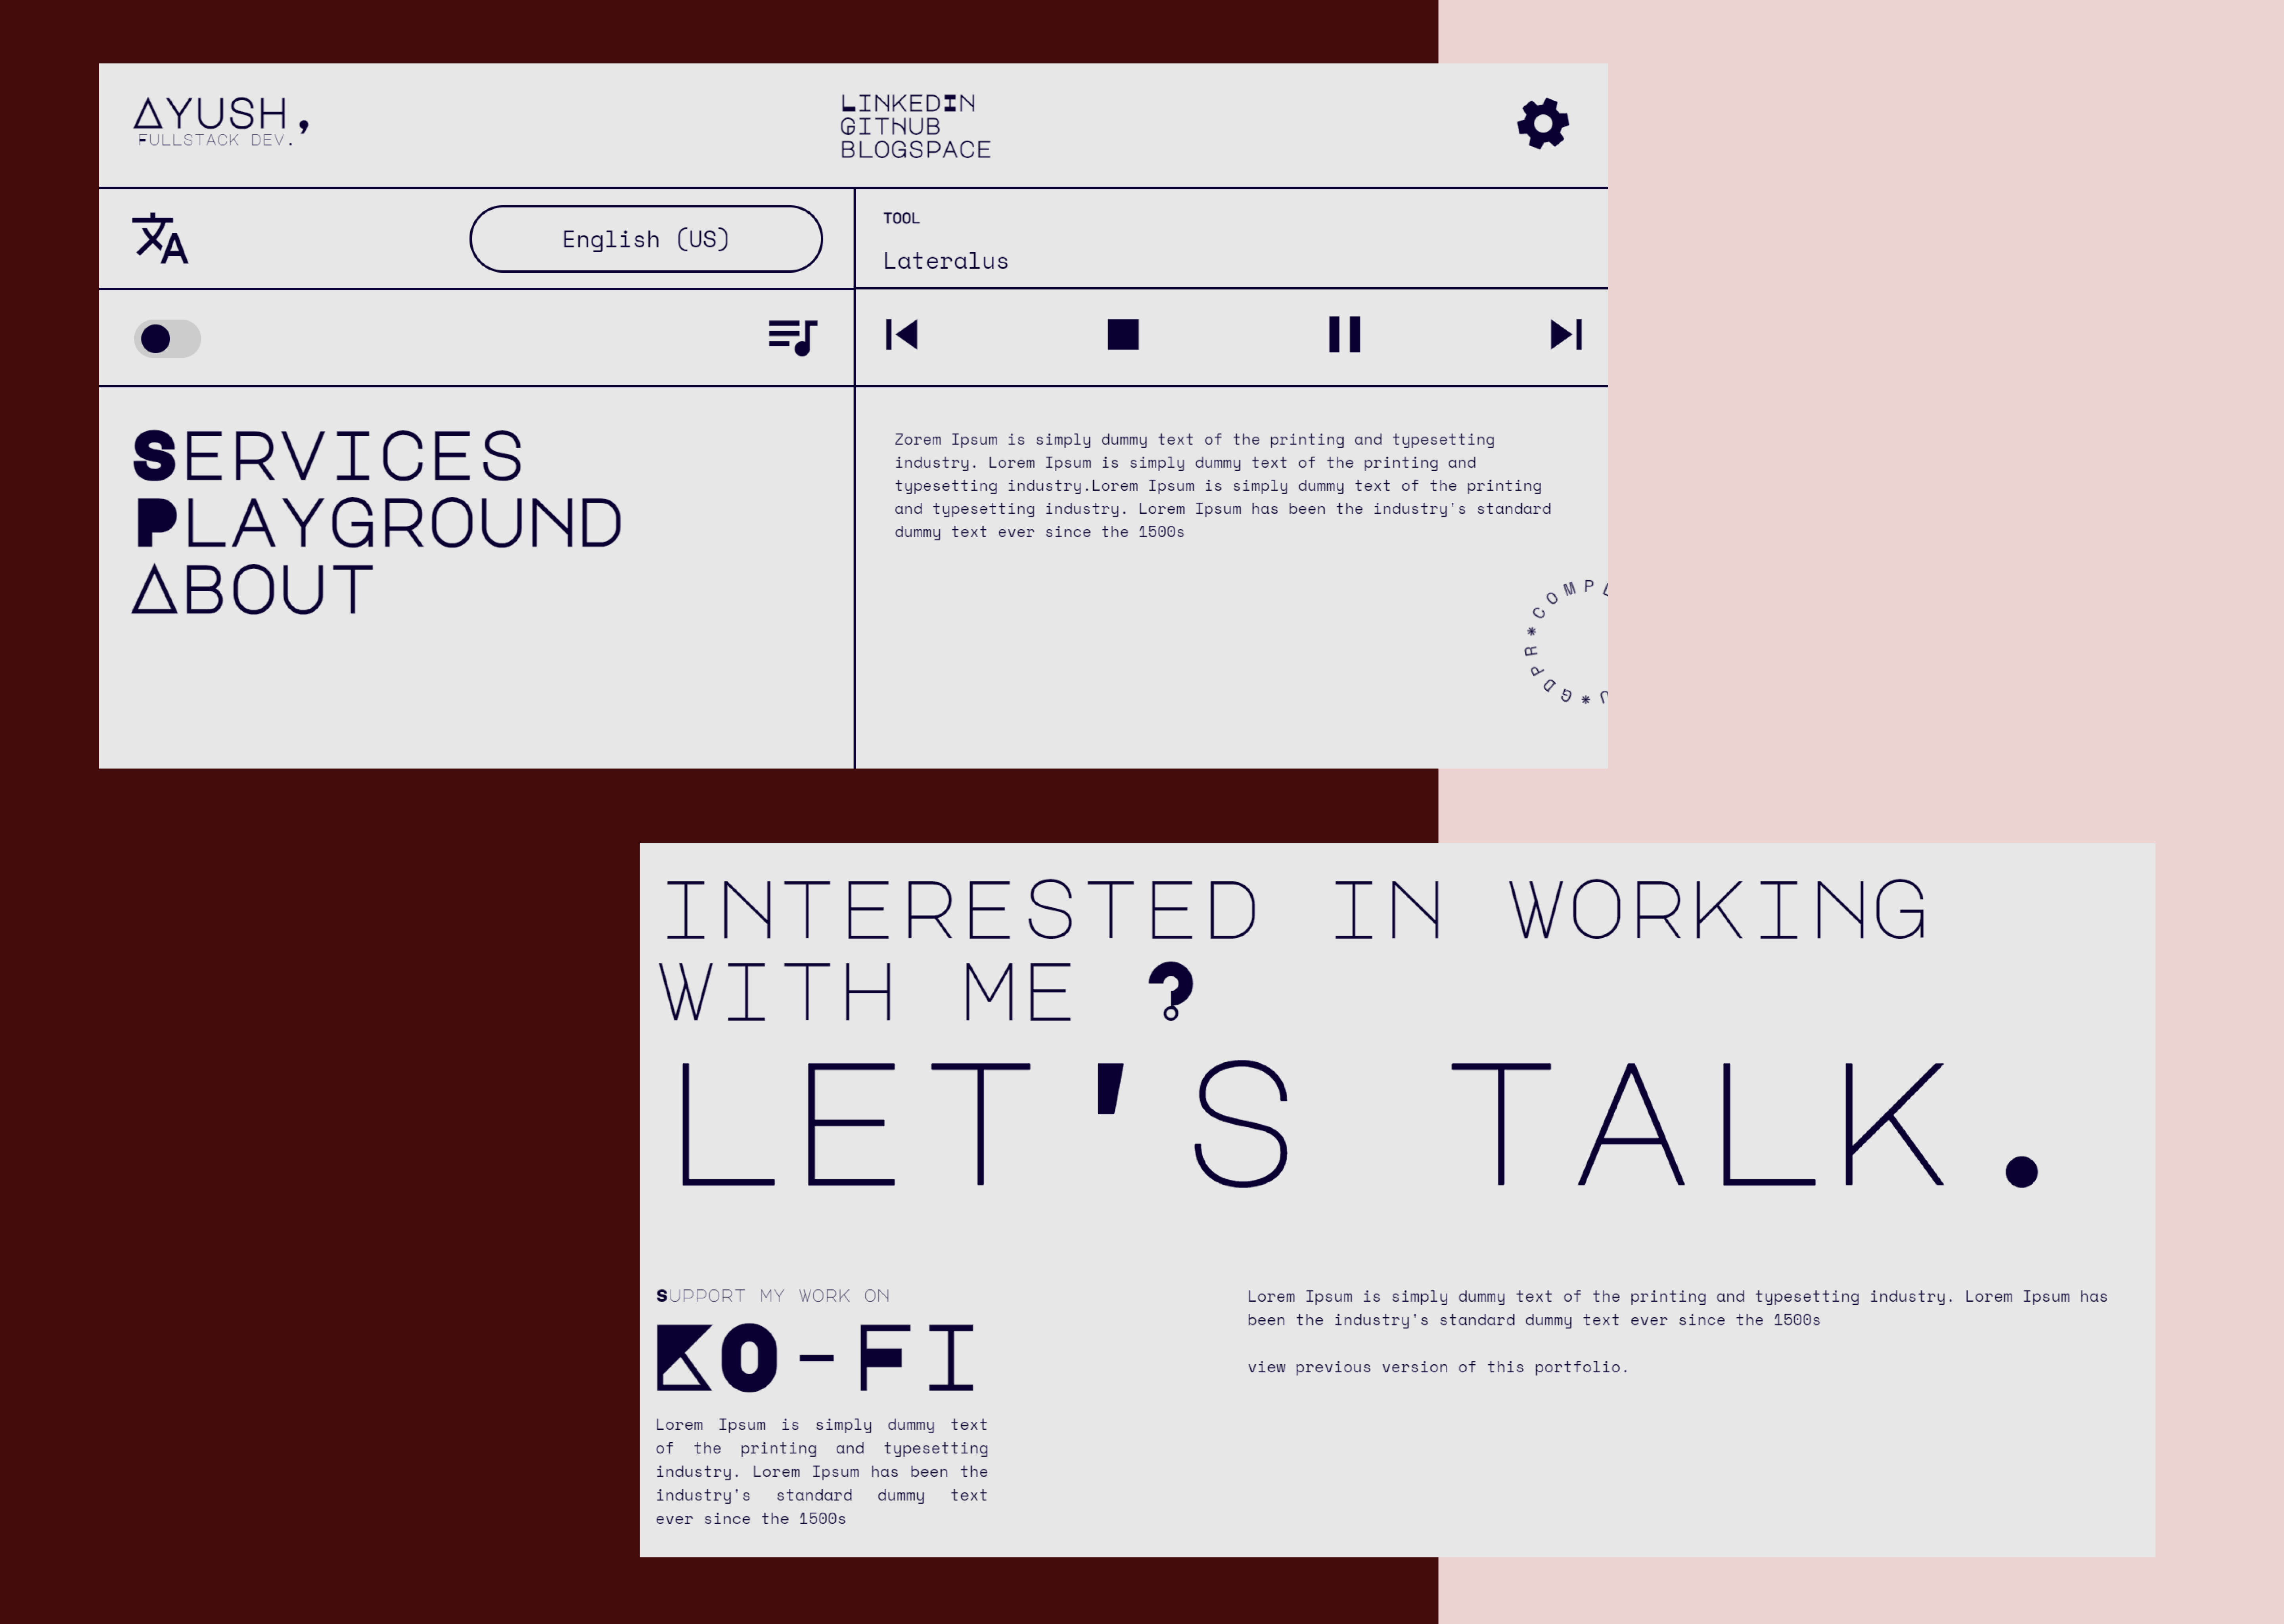 AYUSH,
FULLSTACK DEV.
LINKEDIN
GITHUB
BLOGSPACE
文A
English (US)
TOOL
Lateralus
SERVICES
PLAYGROUND
ABOUT
Zorem Ipsum is simply dummy text of the printing and typesetting
industry. Lorem Ipsum is simply dummy text of the printing and
typesetting industry.Lorem Ipsum is simply dummy text of the printing
and typesetting industry. Lorem Ipsum has been the industry's standard
dummy text ever since the 1500s
GDPR*COMPL
INTERESTED IN WORKING
WITH ME ?
LET'S TALK.
SUPPORT MY WORK ON
KO-FI
Lorem Ipsum is simply dummy text
of the printing and typesetting
industry. Lorem Ipsum has been the
industry's standard dummy text
ever since the 1500s
Lorem Ipsum is simply dummy text of the printing and typesetting industry. Lorem Ipsum has
been the industry's standard dummy text ever since the 1500s
view previous version of this portfolio.